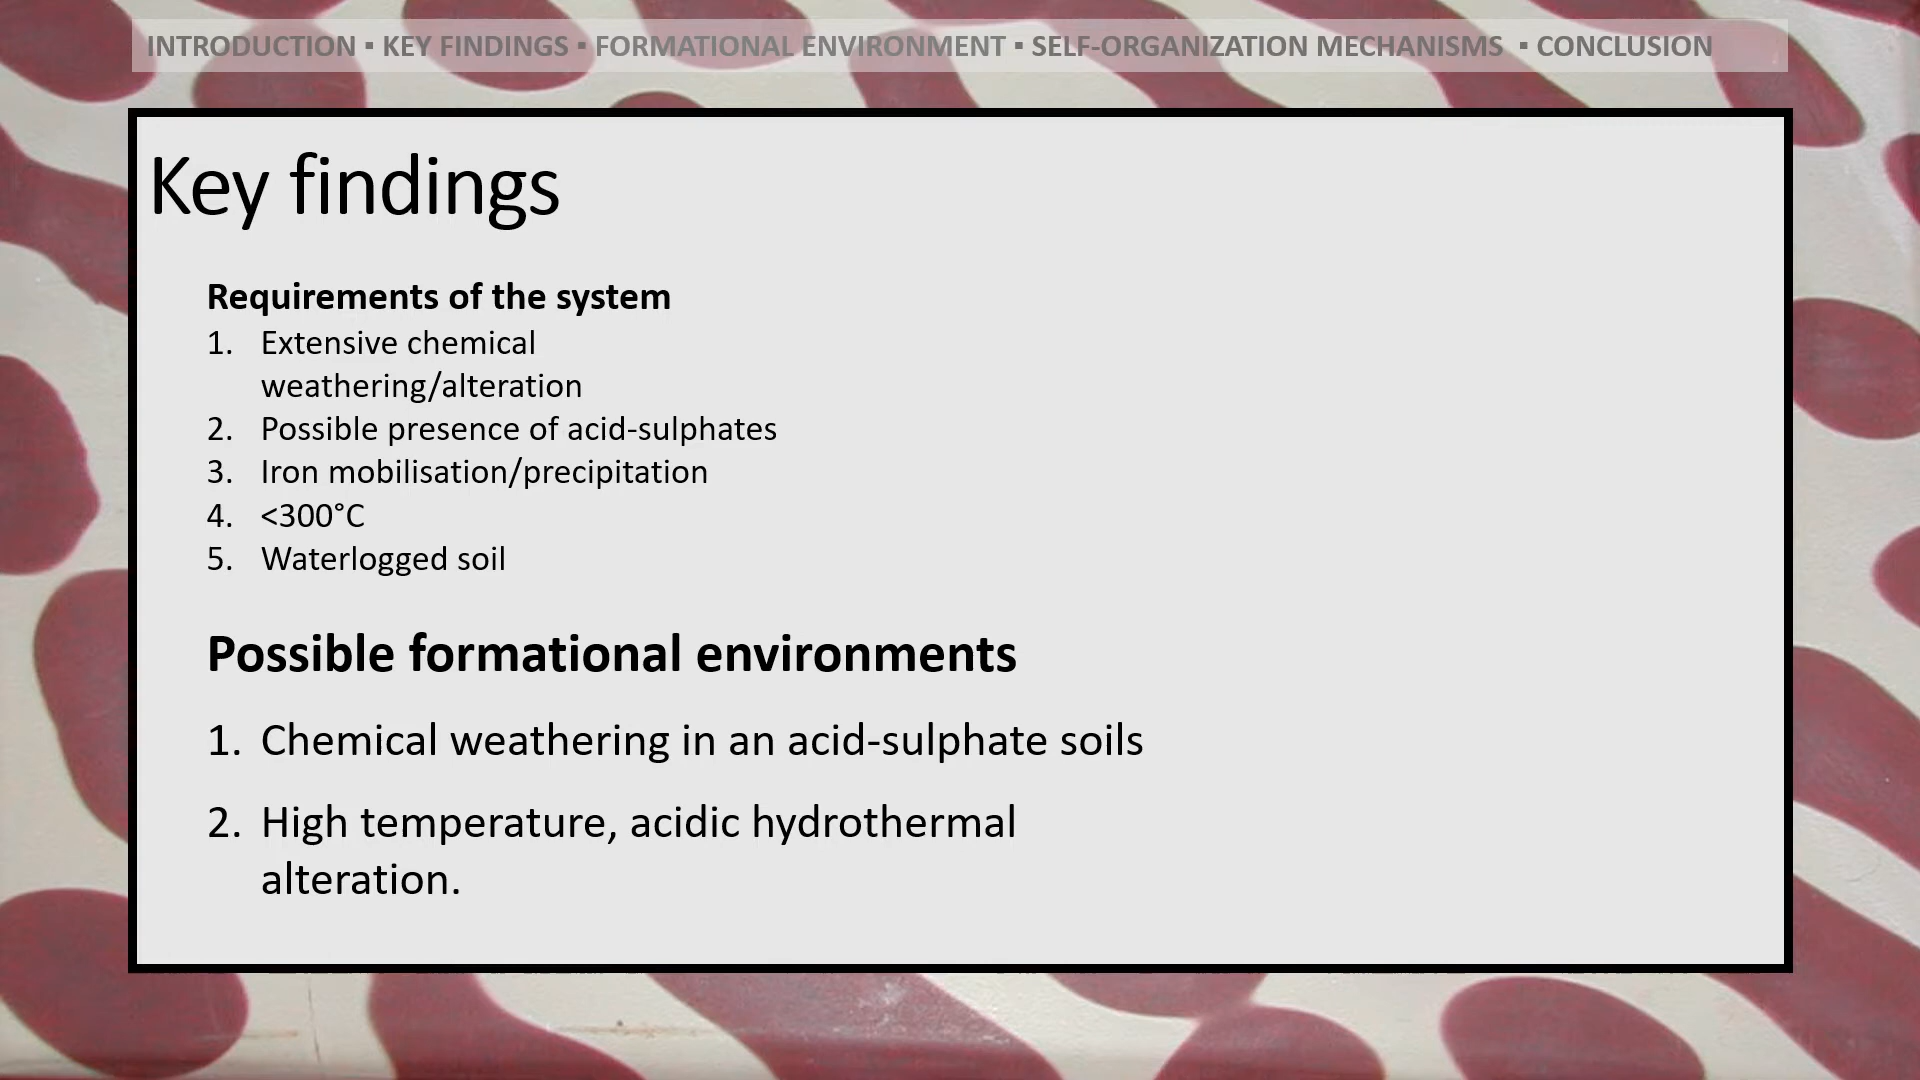 INTRODUCTION ▪ KEY FINDINGS ▪ FORMATIONAL ENVIRONMENT ▪ SELF-ORGANIZATION MECHANISMS ▪ CONCLUSION
Key findings
Requirements of the system
1. Extensive chemical
weathering/alteration
2. Possible presence of acid-sulphates
3. Iron mobilisation/precipitation
4. <300°C
5. Waterlogged soil
Possible formational environments
1. Chemical weathering in an acid-sulphate soils
2. High temperature, acidic hydrothermal
alteration.